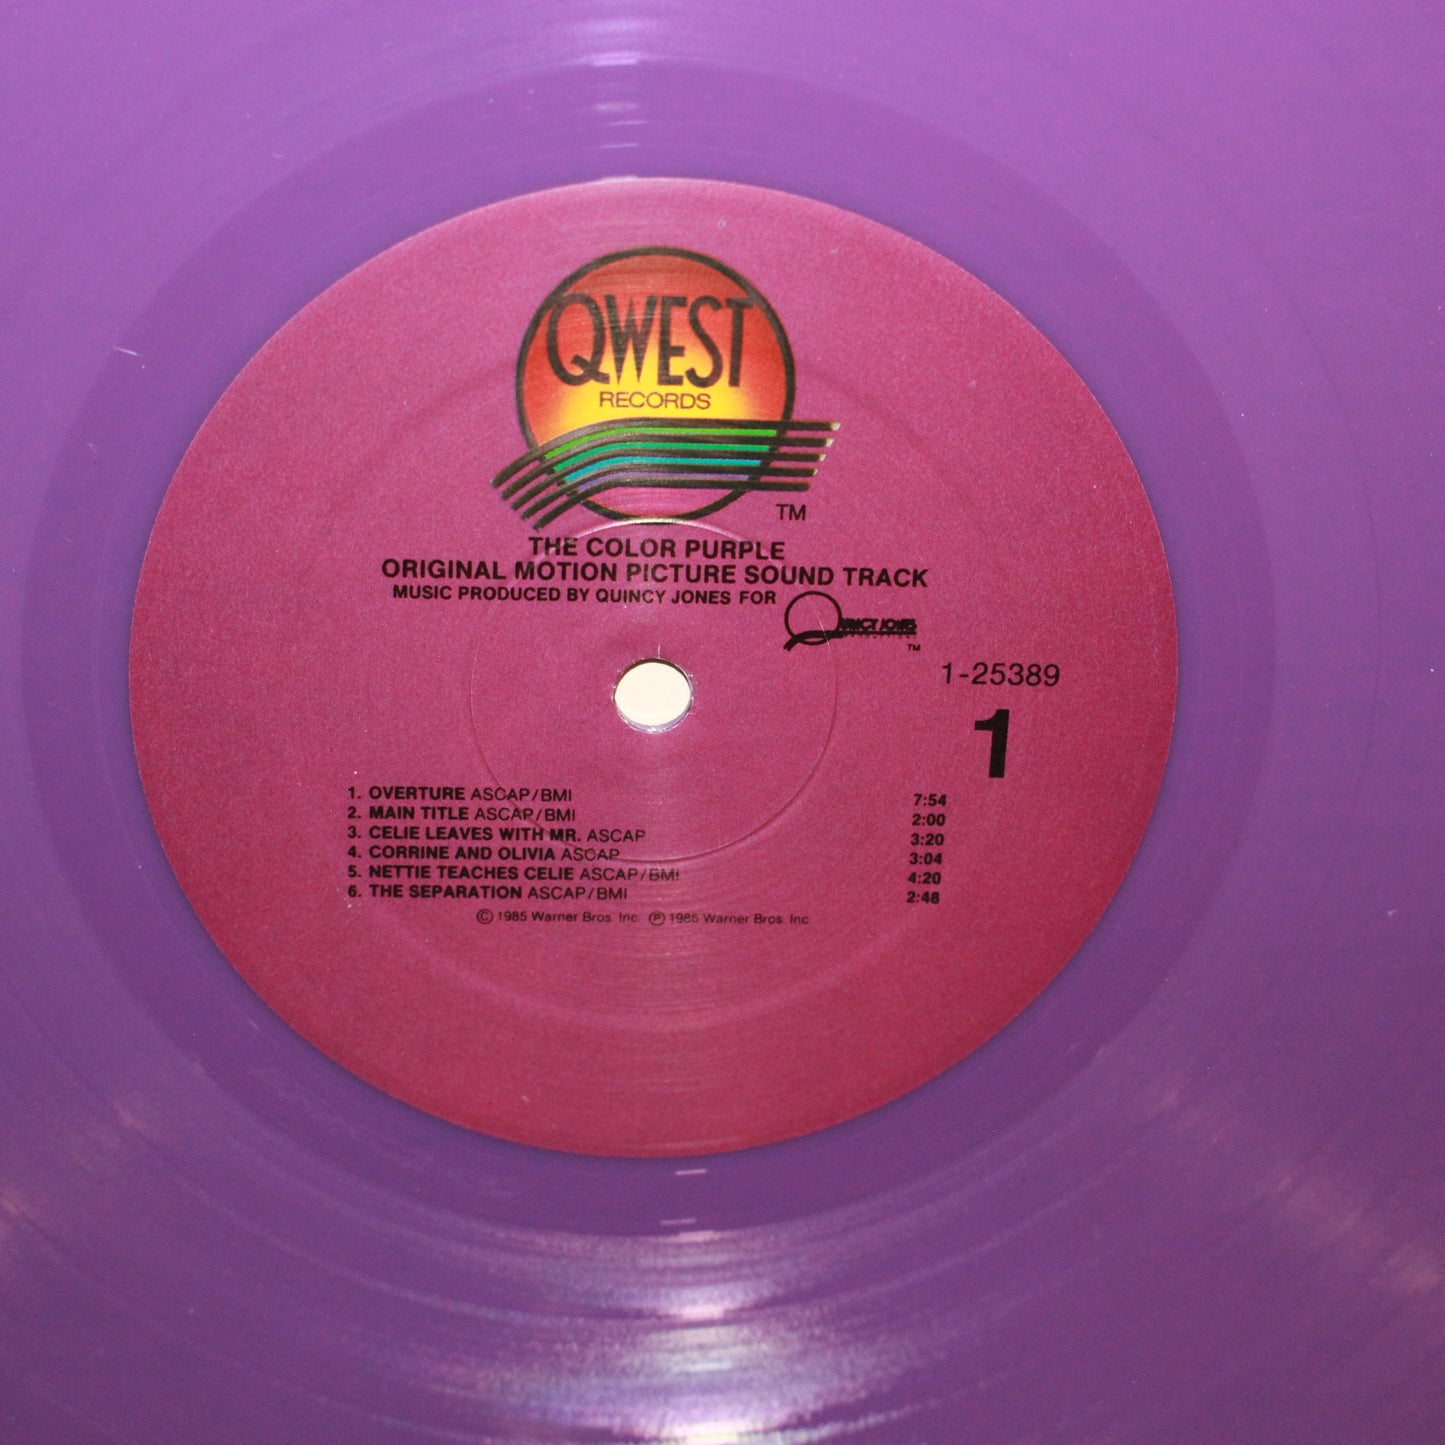 QWEST
RECORDS
TM
THE COLOR PURPLE
ORIGINAL MOTION PICTURE SOUND TRACK
MUSIC PRODUCED BY QUINCY JONES FOR QUINCY JONES
PRODUCTIONS
TM
1-25389
1
1. OVERTURE ASCAP/BMI 7:54
2. MAIN TITLE ASCAP/BMI 2:00
3. CELIE LEAVES WITH MR. ASCAP 3:20
4. CORRINE AND OLIVIA ASCAP 3:04
5. NETTIE TEACHES CELIE ASCAP/BMI 4:20
6. THE SEPARATION ASCAP/BMI 2:48
© 1985 Warner Bros. Inc. ℗ 1985 Warner Bros. Inc